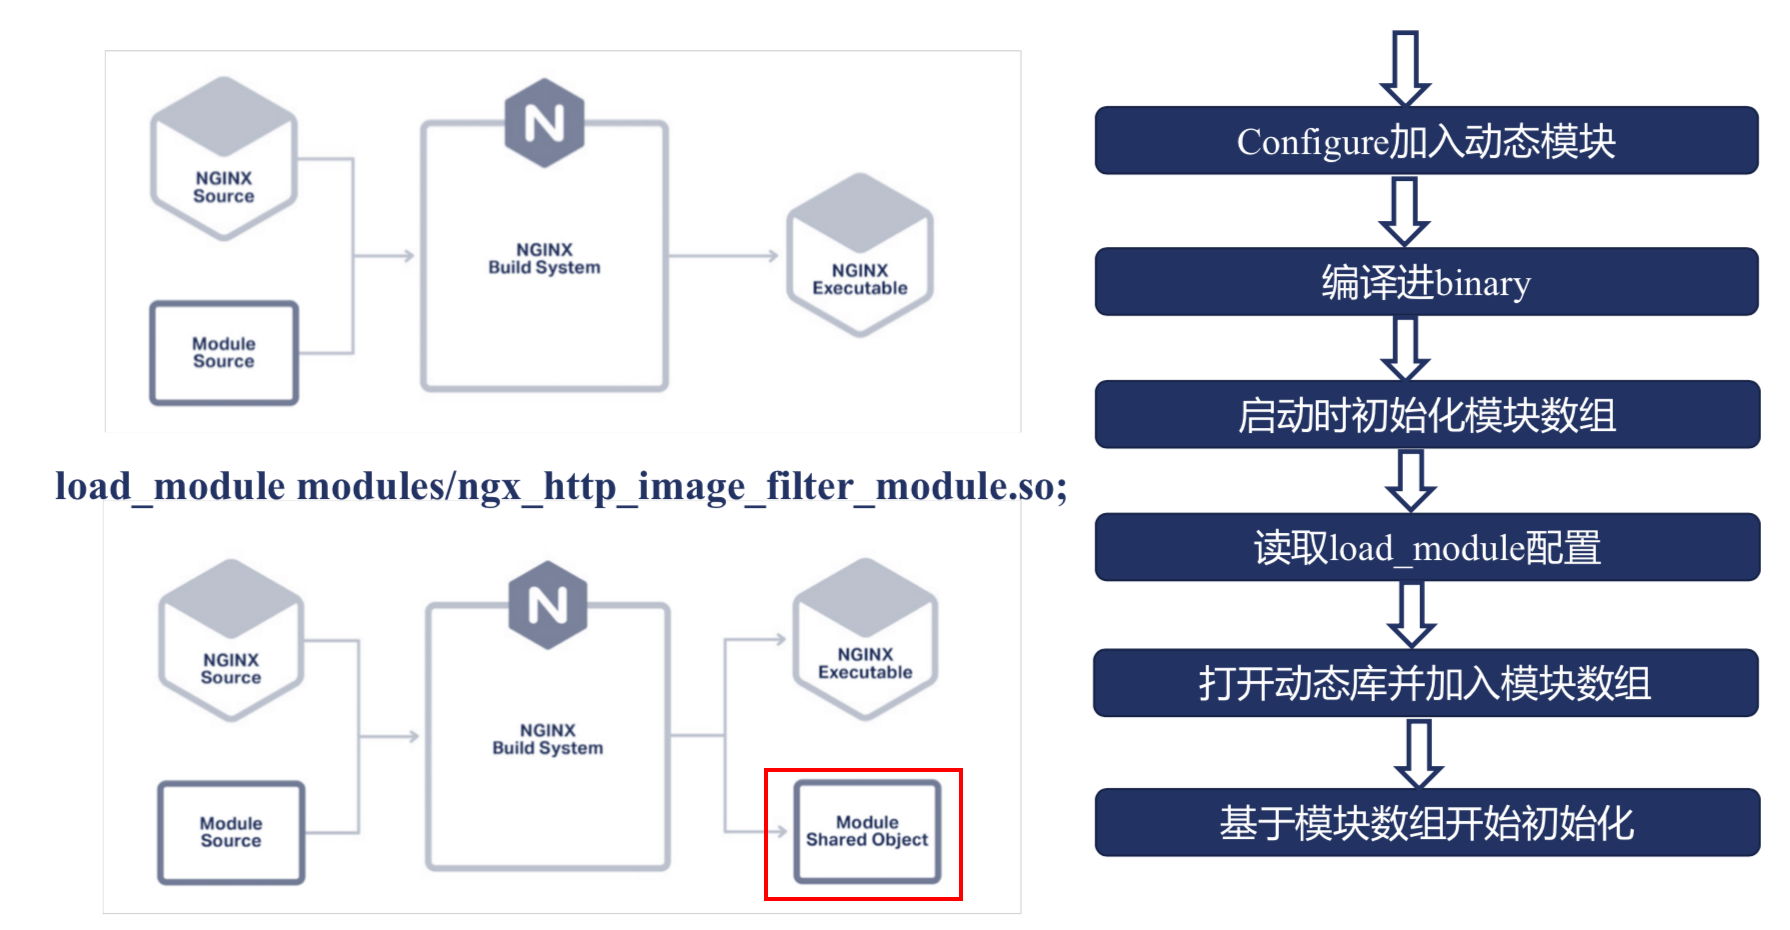 NGINX
Source
Module
Source
N
NGINX
Build System
NGINX
Executable
load_module modules/ngx_http_image_filter_module.so;
NGINX
Source
Module
Source
N
NGINX
Build System
NGINX
Executable
Module
Shared Object
Configure加入动态模块
编译进binary
启动时初始化模块数组
读取load_module配置
打开动态库并加入模块数组
基于模块数组开始初始化